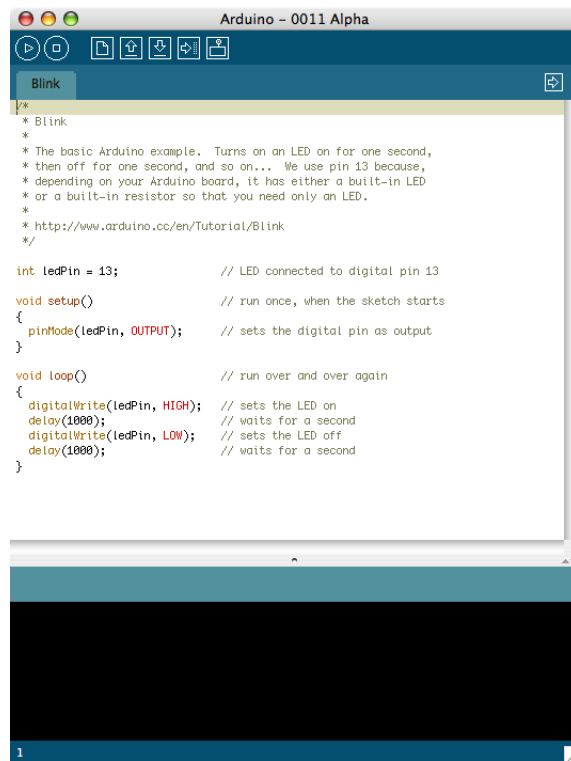 Arduino – 0011 Alpha
Blink
/*
 * Blink
 *
 * The basic Arduino example.  Turns on an LED on for one second,
 * then off for one second, and so on...  We use pin 13 because,
 * depending on your Arduino board, it has either a built-in LED
 * or a built-in resistor so that you need only an LED.
 *
 * http://www.arduino.cc/en/Tutorial/Blink
 */
int ledPin = 13;                // LED connected to digital pin 13
void setup()                    // run once, when the sketch starts
{
  pinMode(ledPin, OUTPUT);      // sets the digital pin as output
}
void loop()                     // run over and over again
{
  digitalWrite(ledPin, HIGH);   // sets the LED on
  delay(1000);                  // waits for a second
  digitalWrite(ledPin, LOW);    // sets the LED off
  delay(1000);                  // waits for a second
}
1